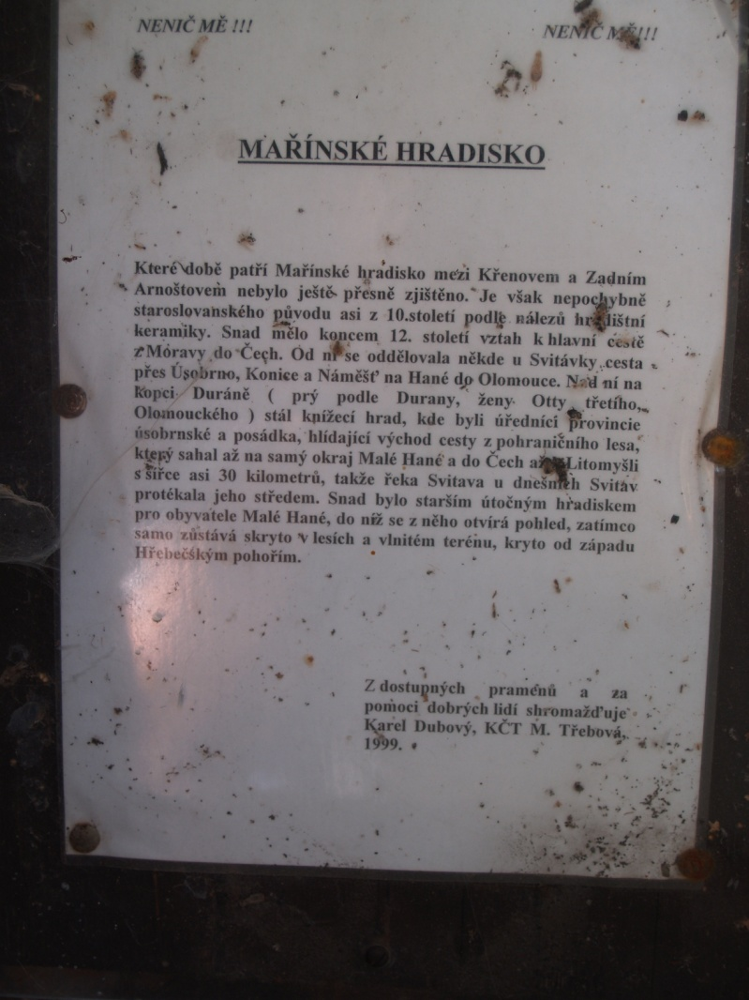 NENIČ MĚ !!! NENIČ MĚ!!!
MAŘÍNSKÉ HRADISKO
Které době patří Mařínské hradisko mezi Křenovem a Zadním
Arnoštovem nebylo ještě přesně zjištěno. Je však nepochybně
staroslovanského původu asi z 10.století podle nálezů hradištní
keramiky. Snad mělo koncem 12. století vztah k hlavní cestě
z Moravy do Čech. Od ní se oddělovala někde u Svitávky cesta
přes Úsobrno, Konice a Náměšť na Hané do Olomouce. Nad ní na
kopci Duráně ( prý podle Durany, ženy Otty třetího,
Olomouckého ) stál knížecí hrad, kde byli úřednící provincie
úsobrnské a posádka, hlídající východ cesty z pohraničního lesa,
který sahal až na samý okraj Malé Hané a do Čech až Litomyšli
s šířce asi 30 kilometrů, takže řeka Svitava u dnešních Svitav
protékala jeho středem. Snad bylo starším útočným hradiskem
pro obyvatele Malé Hané, do níž se z něho otvírá pohled, zatímco
samo zůstává skryto v lesích a vlnitém terénu, kryto od západu
Hřebečským pohořím.
Z dostupných pramenů a za
pomoci dobrých lidí shromažďuje
Karel Dubový, KČT M. Třebová,
1999.